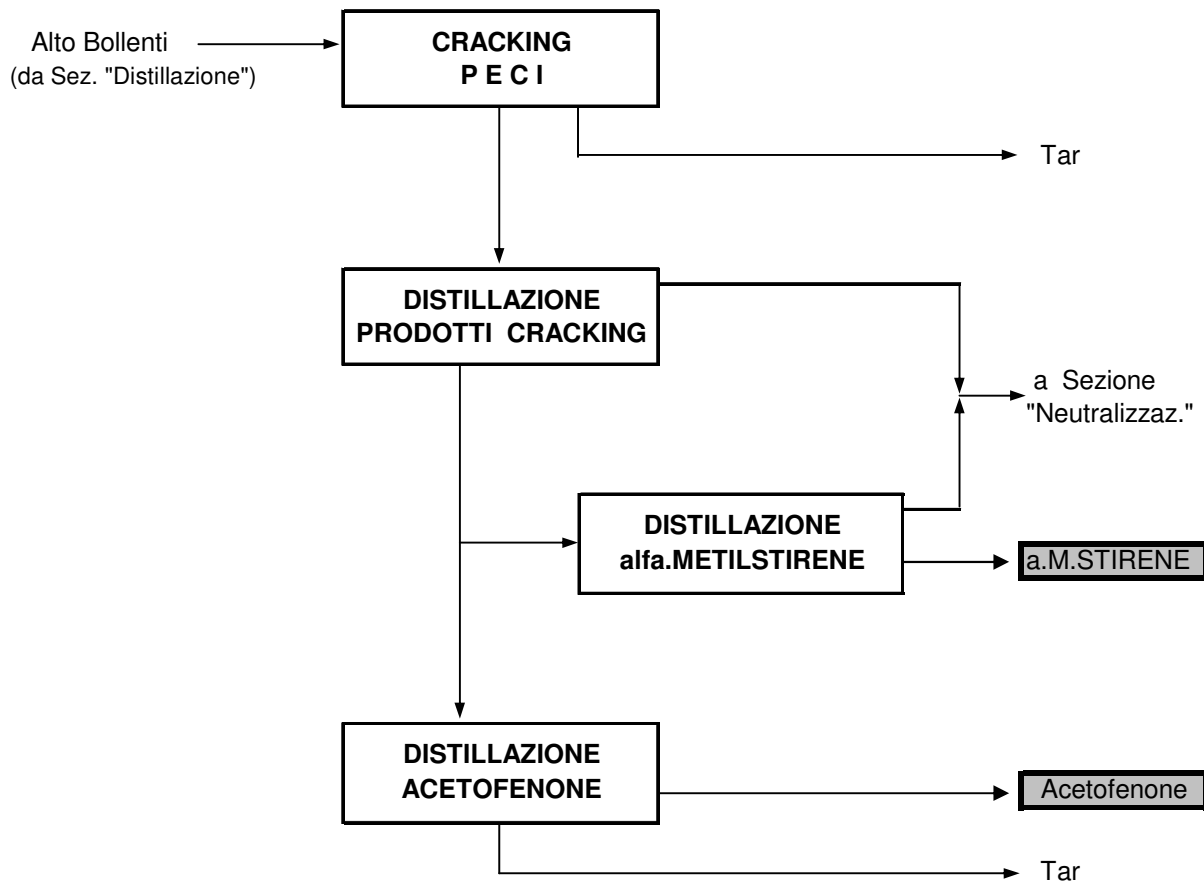 Alto Bollenti
(da Sez. "Distillazione")
CRACKING
P E C I
Tar
DISTILLAZIONE
PRODOTTI CRACKING
a Sezione
"Neutralizzaz."
DISTILLAZIONE
alfa.METILSTIRENE
a.M.STIRENE
DISTILLAZIONE
ACETOFENONE
Acetofenone
Tar